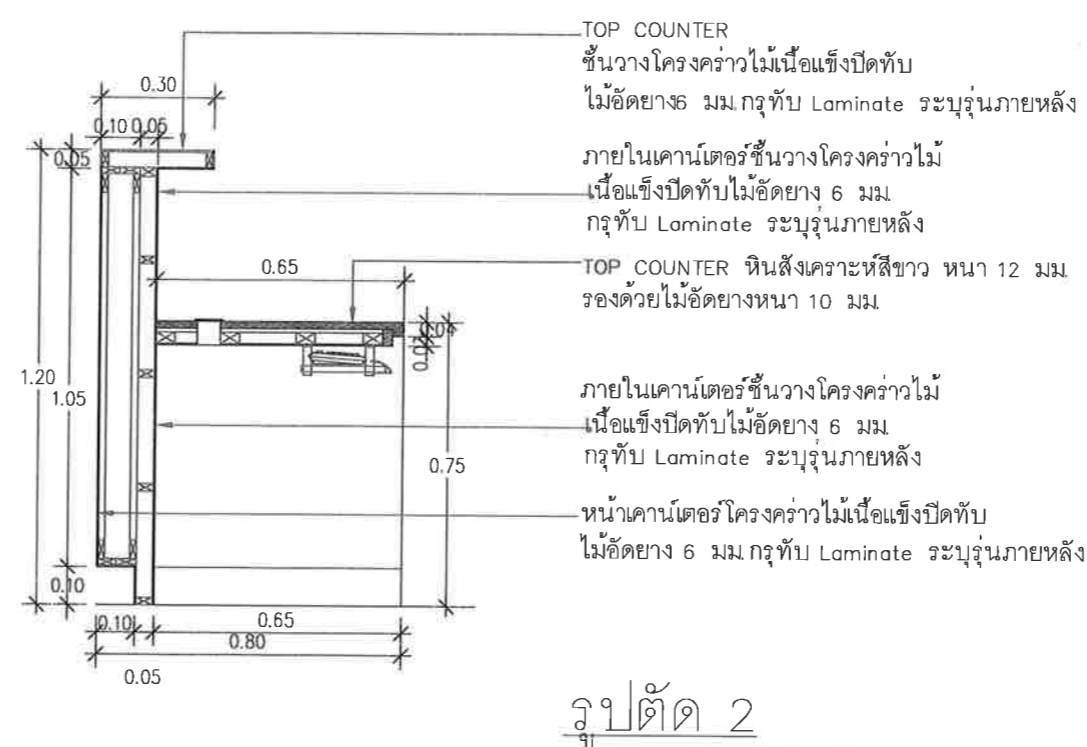 TOP COUNTER
ชั้นวางโครงคร่าวไม้เนื้อแข็งปิดทับ
ไม้อัดยาง6 มม.กรุทับ Laminate ระบุรุ่นภายหลัง
0.30
0.10 0.05
0.05
ภายในเคาน์เตอร์ชั้นวางโครงคร่าวไม้
เนื้อแข็งปิดทับไม้อัดยาง 6 มม.
กรุทับ Laminate ระบุรุ่นภายหลัง
0.65
TOP COUNTER หินสังเคราะห์สีขาว หนา 12 มม.
รองด้วยไม้อัดยางหนา 10 มม.
0.04
1.20
1.05
ภายในเคาน์เตอร์ชั้นวางโครงคร่าวไม้
เนื้อแข็งปิดทับไม้อัดยาง 6 มม.
กรุทับ Laminate ระบุรุ่นภายหลัง
0.75
หน้าเคาน์เตอร์โครงคร่าวไม้เนื้อแข็งปิดทับ
ไม้อัดยาง 6 มม.กรุทับ Laminate ระบุรุ่นภายหลัง
0.10
0.10 0.65
0.80
0.05
รูปตัด 2